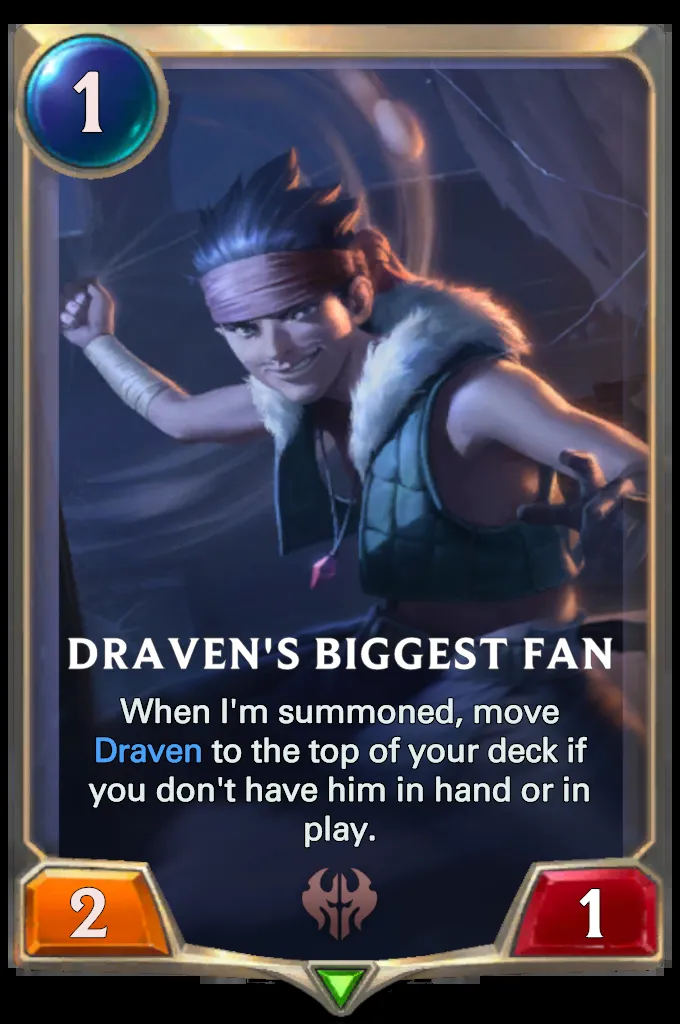 1
DRAVEN'S BIGGEST FAN
When I'm summoned, move
Draven to the top of your deck if
you don't have him in hand or in
play.
2
1